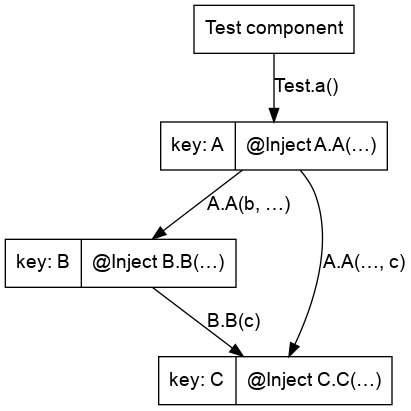 Test component
Test.a()
key: A
@Inject A.A(…)
A.A(b, …)
A.A(…, c)
key: B
@Inject B.B(…)
B.B(c)
key: C
@Inject C.C(…)